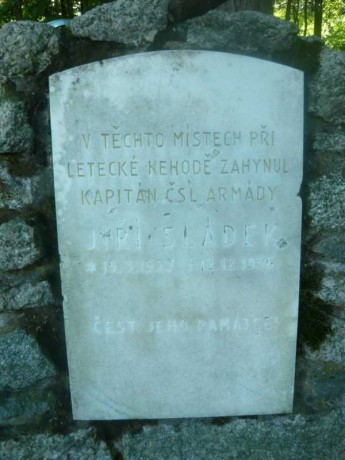 V TĚCHTO MÍSTECH PŘI
LETECKÉ NEHODĚ ZAHYNUL
KAPITÁN ČSL. ARMÁDY
JIŘÍ SLÁDEK
ČEST JEHO PAMÁTCE!